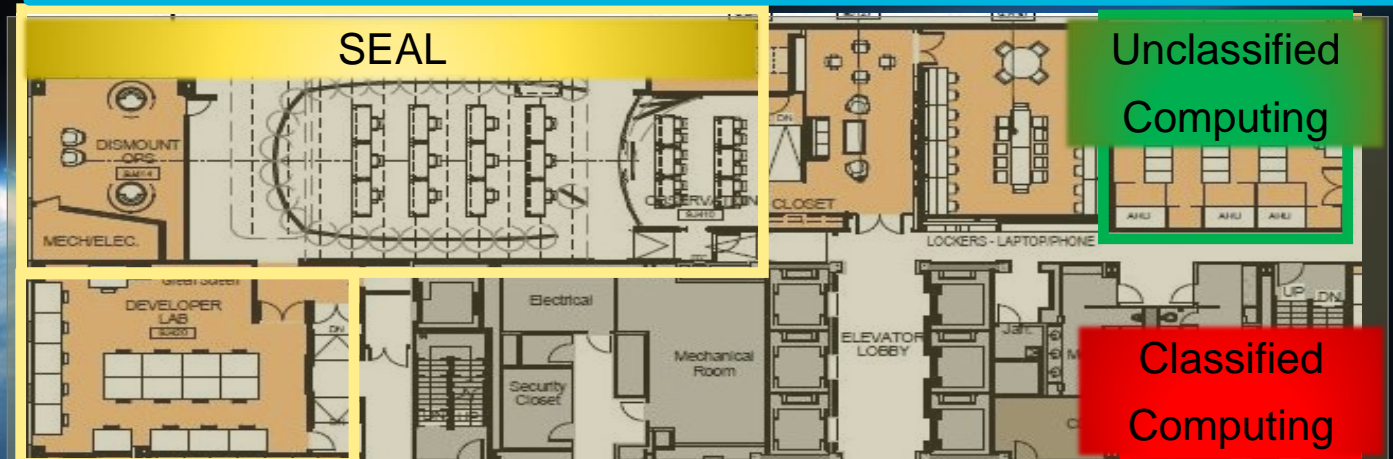 SEAL
Unclassified
Computing
DISMOUNT
OPS
MECH/ELEC.
OBSERVATION
CLOSET
DN
AHU
AHU
AHU
LOCKERS - LAPTOP/PHONE
Green Screen
DEVELOPER
LAB
DN
Electrical
Security
Closet
Mechanical
Room
ELEVATOR
LOBBY
Jan.
UP
DN
Classified
Computing